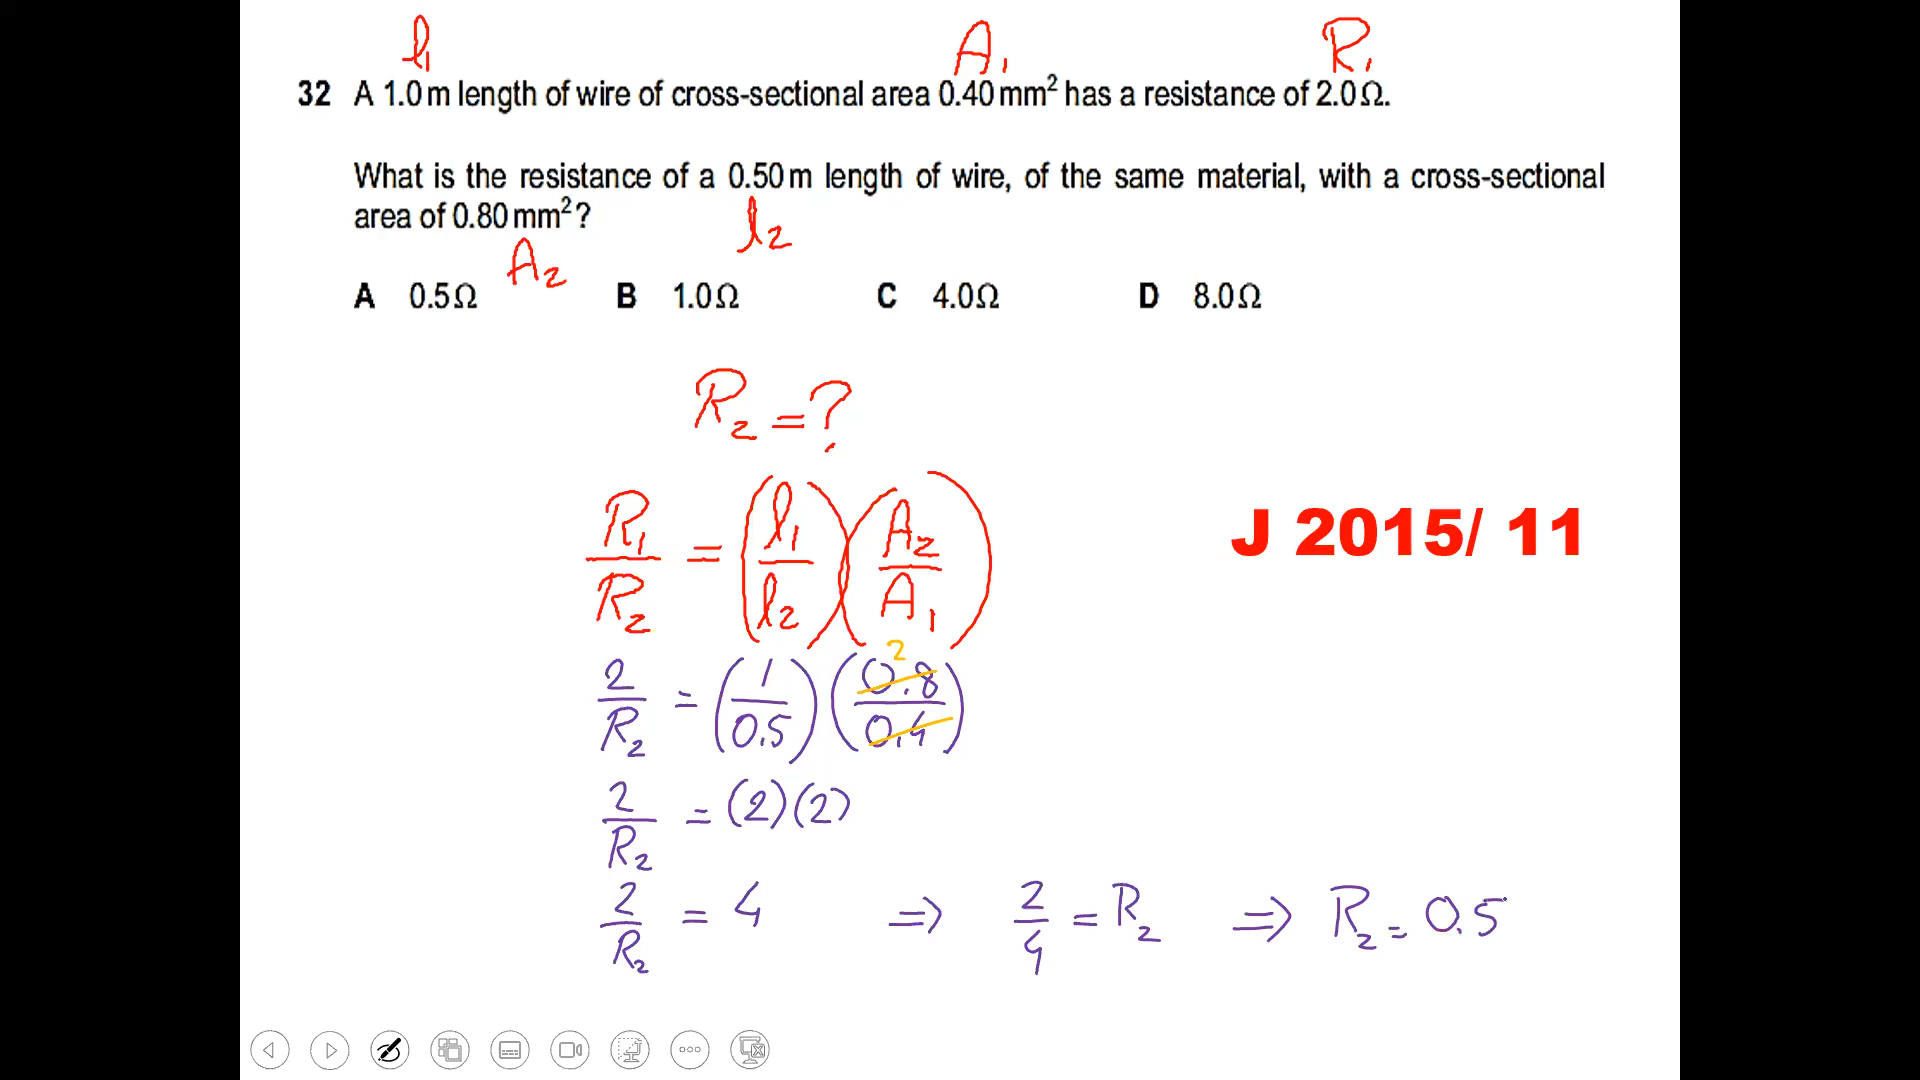 l₁ A₁ R₁
32 A 1.0 m length of wire of cross-sectional area 0.40 mm² has a resistance of 2.0 Ω.
What is the resistance of a 0.50 m length of wire, of the same material, with a cross-sectional
area of 0.80 mm²?
A₂ l₂
A 0.5 Ω B 1.0 Ω C 4.0 Ω D 8.0 Ω
R₂ = ?
R₁/R₂ = (l₁/l₂)(A₂/A₁)
J 2015/ 11
2
2/R₂ = (1/0.5)(0.8/0.4)
2/R₂ = (2)(2)
2/R₂ = 4 ⇒ 2/4 = R₂ ⇒ R₂ = 0.5